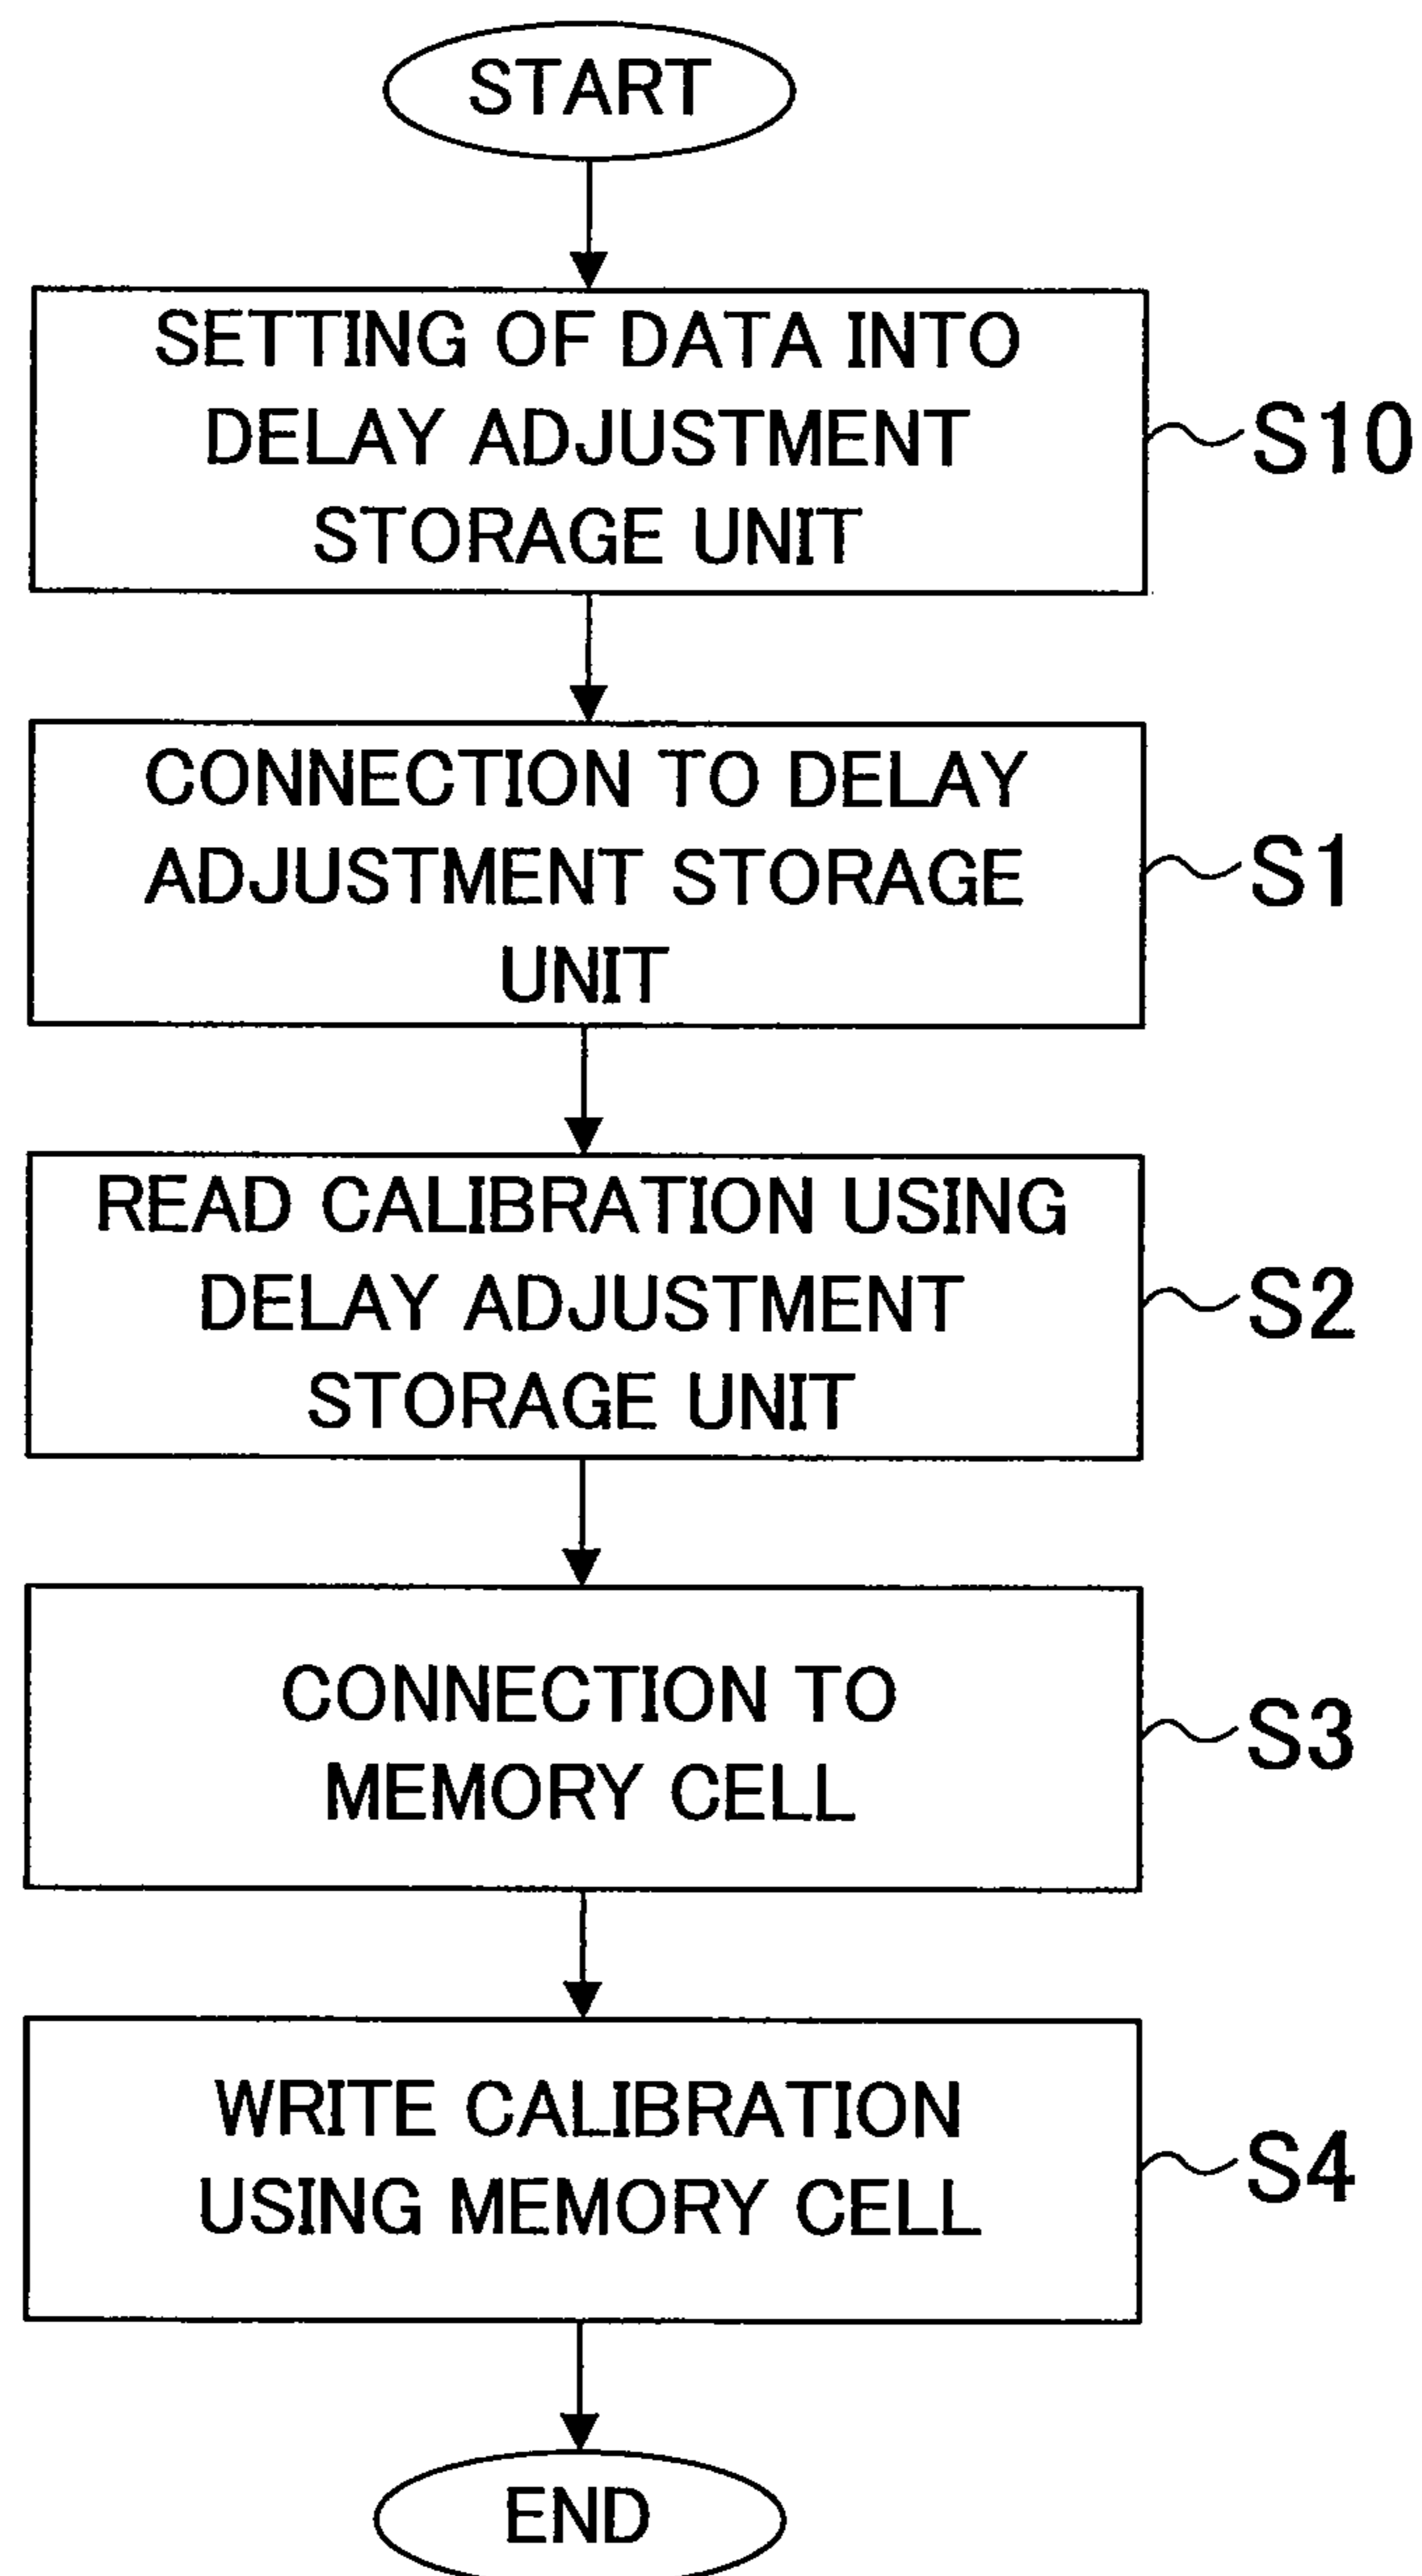 START
SETTING OF DATA INTO
DELAY ADJUSTMENT
STORAGE UNIT
S10
CONNECTION TO DELAY
ADJUSTMENT STORAGE
UNIT
S1
READ CALIBRATION USING
DELAY ADJUSTMENT
STORAGE UNIT
S2
CONNECTION TO
MEMORY CELL
S3
WRITE CALIBRATION
USING MEMORY CELL
S4
END